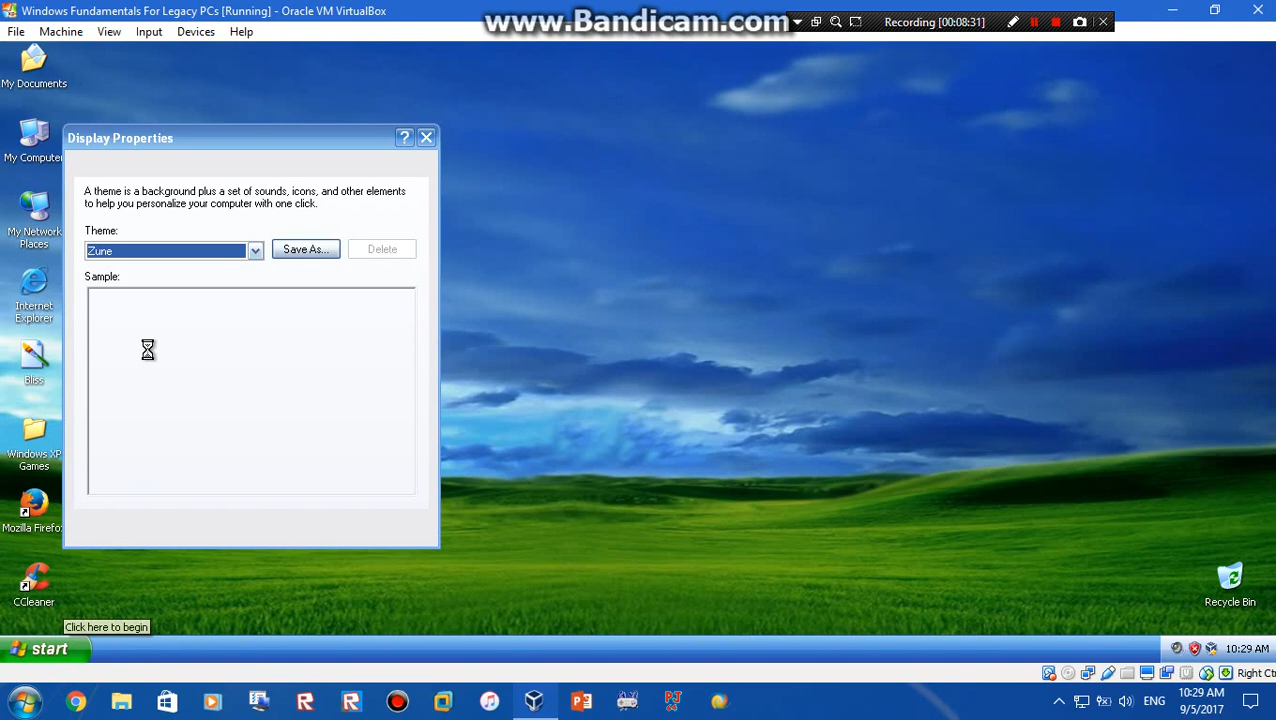 Windows Fundamentals For Legacy PCs [Running] - Oracle VM VirtualBox
www.Bandicam.com
Recording [00:08:31]
File Machine View Input Devices Help
My Documents
My Computer
My Network
Places
Internet
Explorer
Bliss
Windows XP
Games
Mozilla Firefox
CCleaner
Display Properties
?
A theme is a background plus a set of sounds, icons, and other elements
to help you personalize your computer with one click.
Theme:
Zune
Save As...
Delete
Sample:
Recycle Bin
Click here to begin
start
10:29 AM
Right Ct
ENG
10:29 AM
9/5/2017